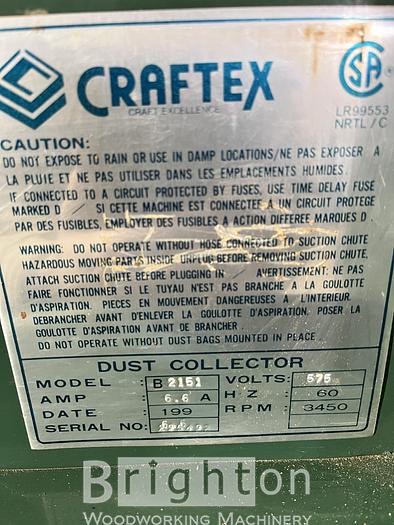 CRAFTEX
CRAFT EXCELLENCE
LR99553
NRTL/C
CAUTION:
DO NOT EXPOSE TO RAIN OR USE IN DAMP LOCATIONS/NE PAS EXPOSER A
LA PLUIE ET NE PAS UTILISER DANS LES EMPLACEMENTS HUMIDES.
IF CONNECTED TO A CIRCUIT PROTECTED BY FUSES, USE TIME DELAY FUSE
MARKED D / SI CETTE MACHINE EST CONNECTER A UN CIRCUIT PROTEGE
PAR DES FUSIBLES, EMPLOYER DES FUSIBLES A ACTION DIFFEREE MARQUES D .
WARNING: DO NOT OPERATE WITHOUT HOSE CONNECTED TO SUCTION CHUTE
HAZARDOUS MOVING PARTS INSIDE UNPLUG BEFORE REMOVING SUCTION CHUTE,
ATTACH SUCTION CHUTE BEFORE PLUGGING IN / AVERTISSEMENT: NE PAS
FAIRE FONCTIONNER SI LE TUYAU N'EST PAS BRANCHE A LA GOULOTTE
D'ASPIRATION. PIECES EN MOUVEMENT DANGEREUSES A L'INTERIEUR.
DEBRANCHER AVANT D'ENLEVER LA GOULOTTE D'ASPIRATION. POSER LA
GOULOTTE D'ASPIRATION AVANT DE BRANCHER.
DO NOT OPERATE WITHOUT DUST BAGS MOUNTED IN PLACE.
DUST COLLECTOR
MODEL : B 2151 VOLTS: 575
AMP : 6.6 A HZ : 60
DATE : 199 RPM : 3450
SERIAL NO:
Brighton
WOODWORKING MACHINERY